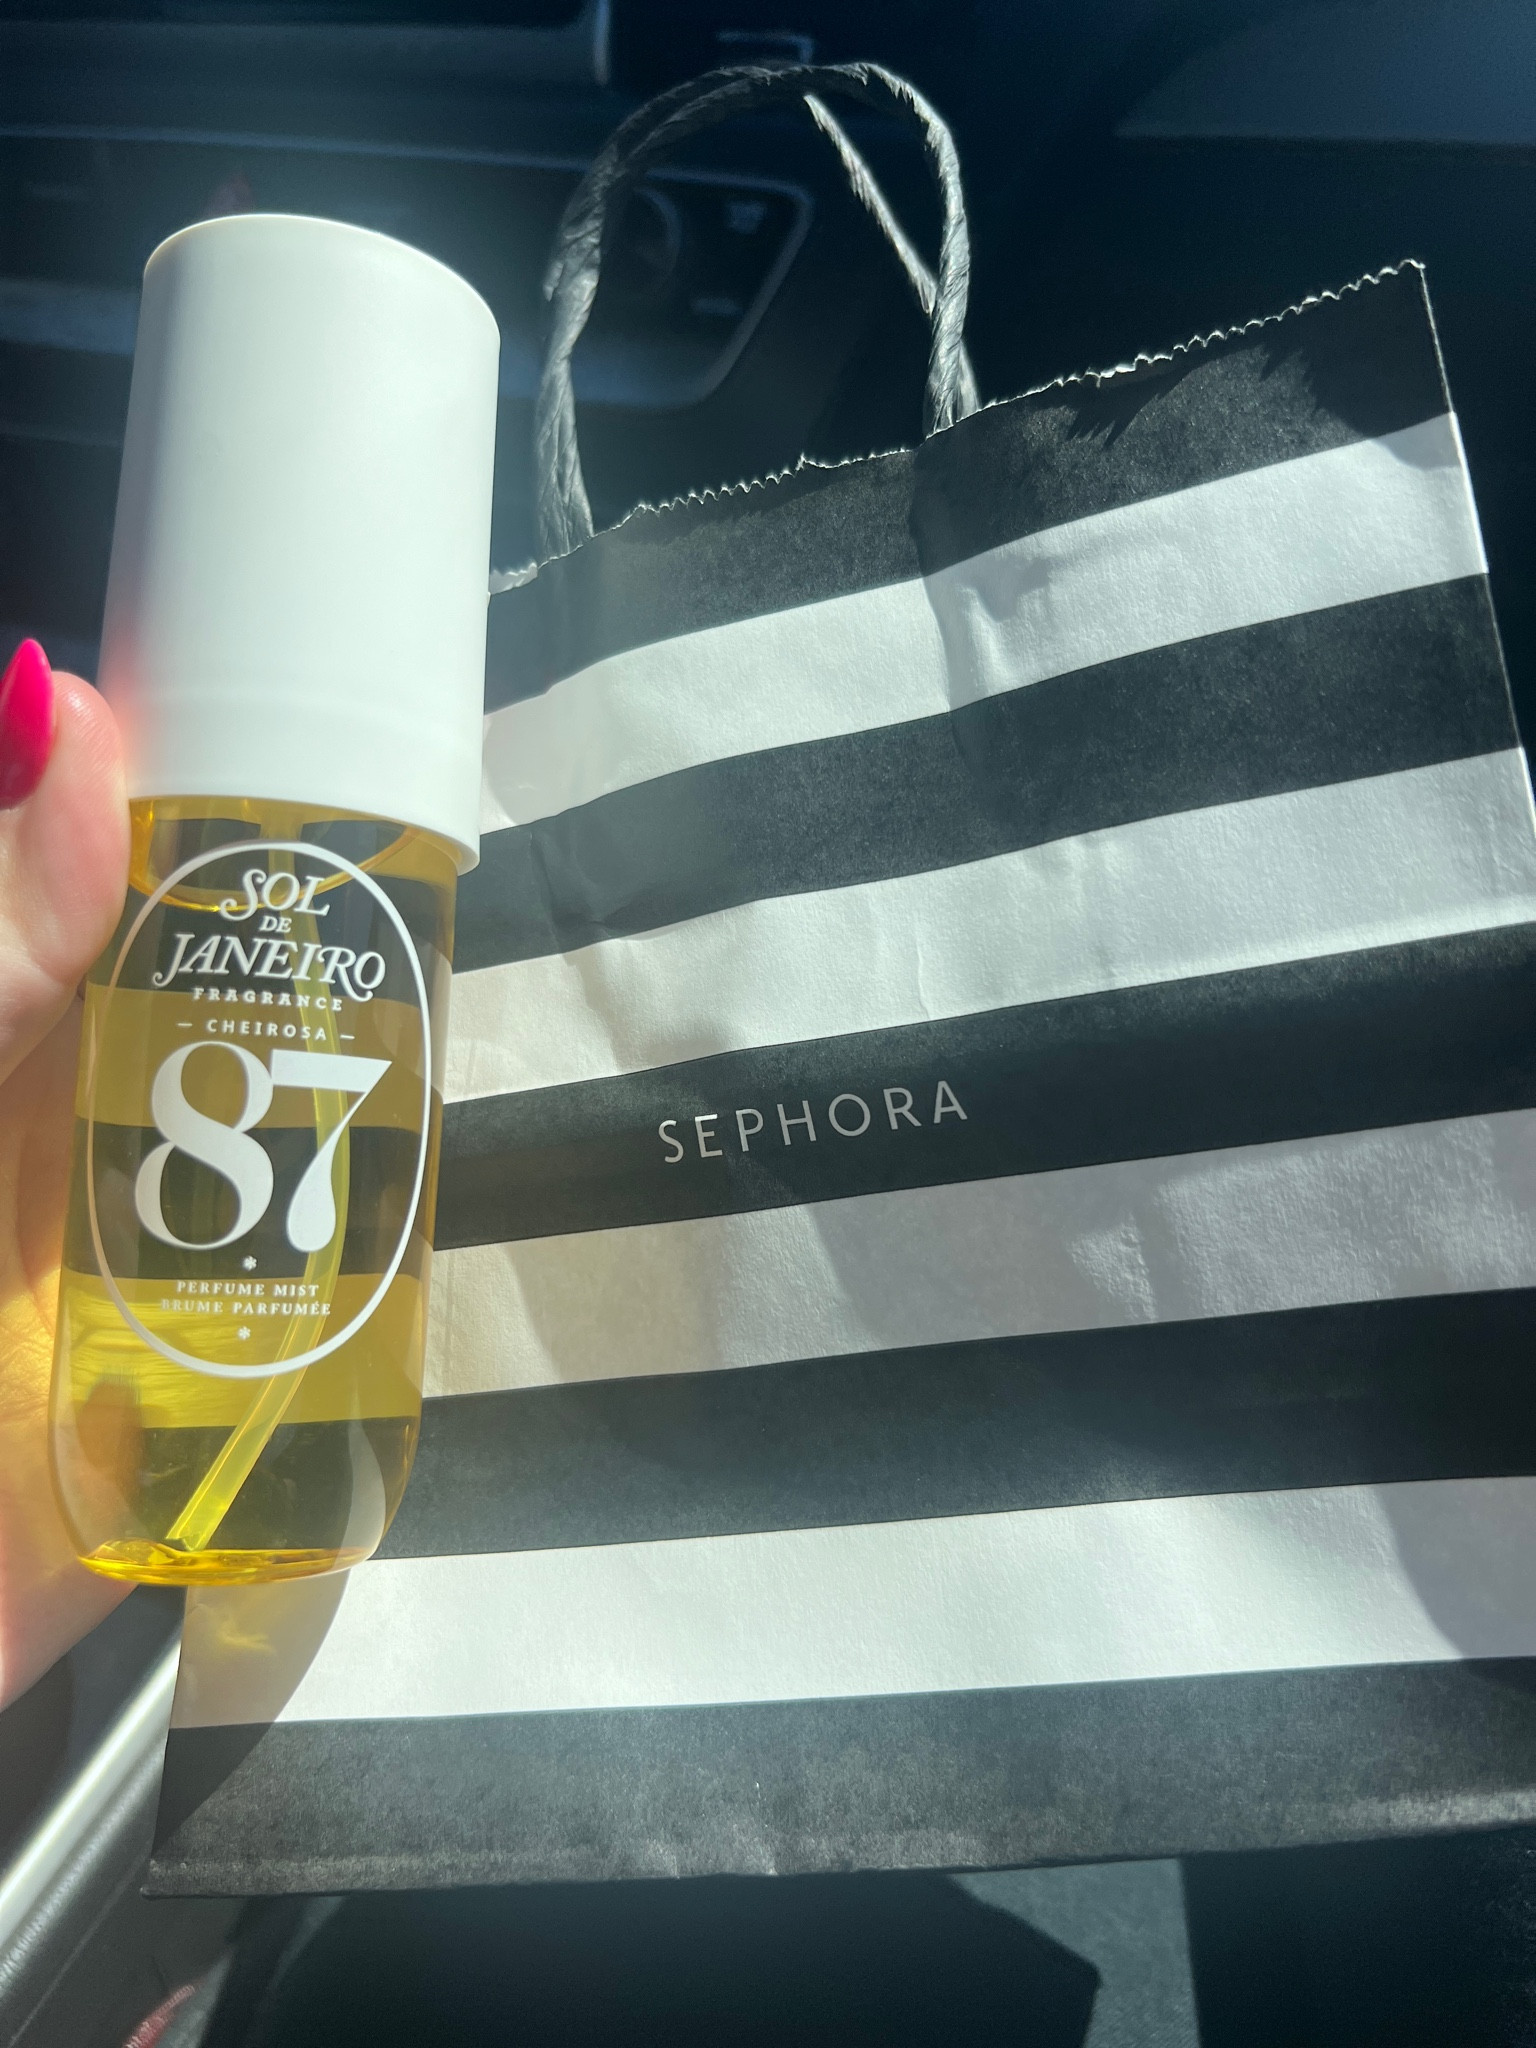 SOL
DE
JANEIRO
FRAGRANCE
— CHEIROSA —
87
*
PERFUME MIST
BRUME PARFUMÉE
*
SEPHORA